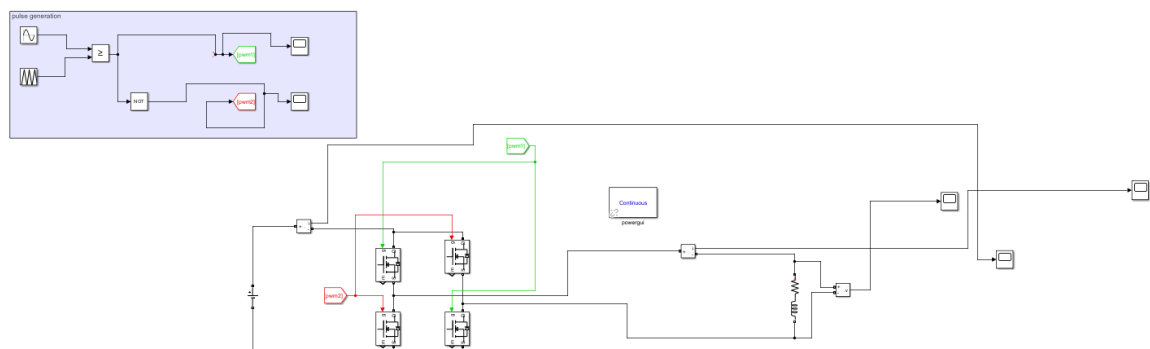 pulse generation
≥
[pwm1]
NOT
[pwm2]
[pwm1]
Continuous
powergui
[pwm2]